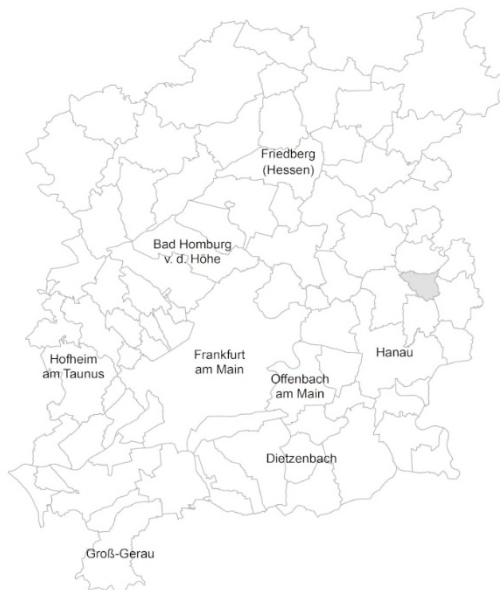 Friedberg
(Hessen)
Bad Homburg
v. d. Höhe
Hofheim
am Taunus
Frankfurt
am Main
Hanau
Offenbach
am Main
Dietzenbach
Groß-Gerau